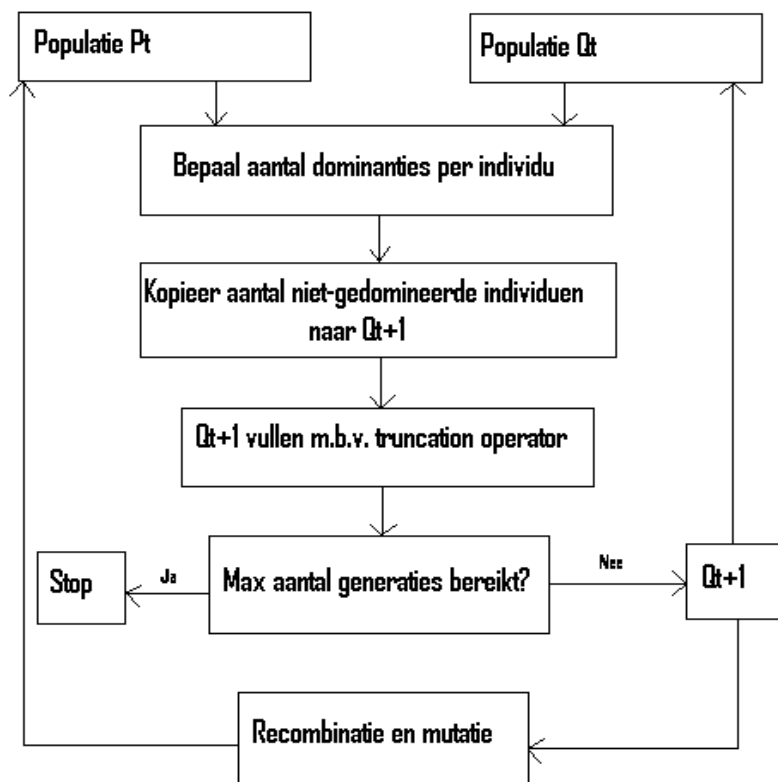 Populatie Pt
Populatie Qt
Bepaal aantal dominanties per individu
Kopieer aantal niet-gedomineerde individuen
naar Qt+1
Qt+1 vullen m.b.v. truncation operator
Stop
Ja
Max aantal generaties bereikt?
Nee
Qt+1
Recombinatie en mutatie